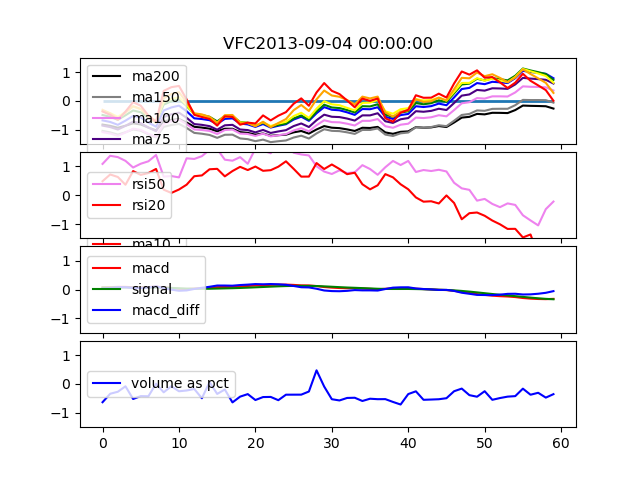 VFC2013-09-04 00:00:00
1
0
−1
ma200
ma150
ma100
ma75
1
0
−1
rsi50
rsi20
ma10
1
0
−1
macd
signal
macd_diff
1
0
−1
volume as pct
0 10 20 30 40 50 60